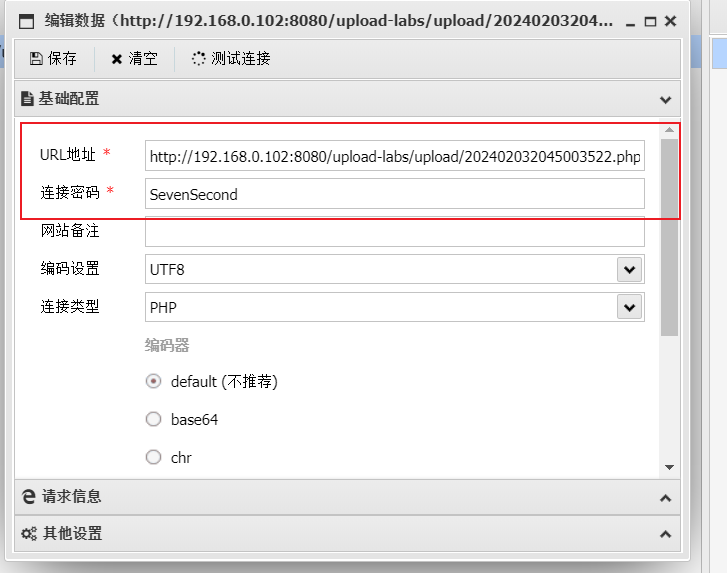 编辑数据（http://192.168.0.102:8080/upload-labs/upload/20240203204...
保存 清空 测试连接
基础配置
URL地址 * http://192.168.0.102:8080/upload-labs/upload/202402032045003522.php
连接密码 * SevenSecond
网站备注
编码设置 UTF8
连接类型 PHP
编码器
default (不推荐)
base64
chr
请求信息
其他设置